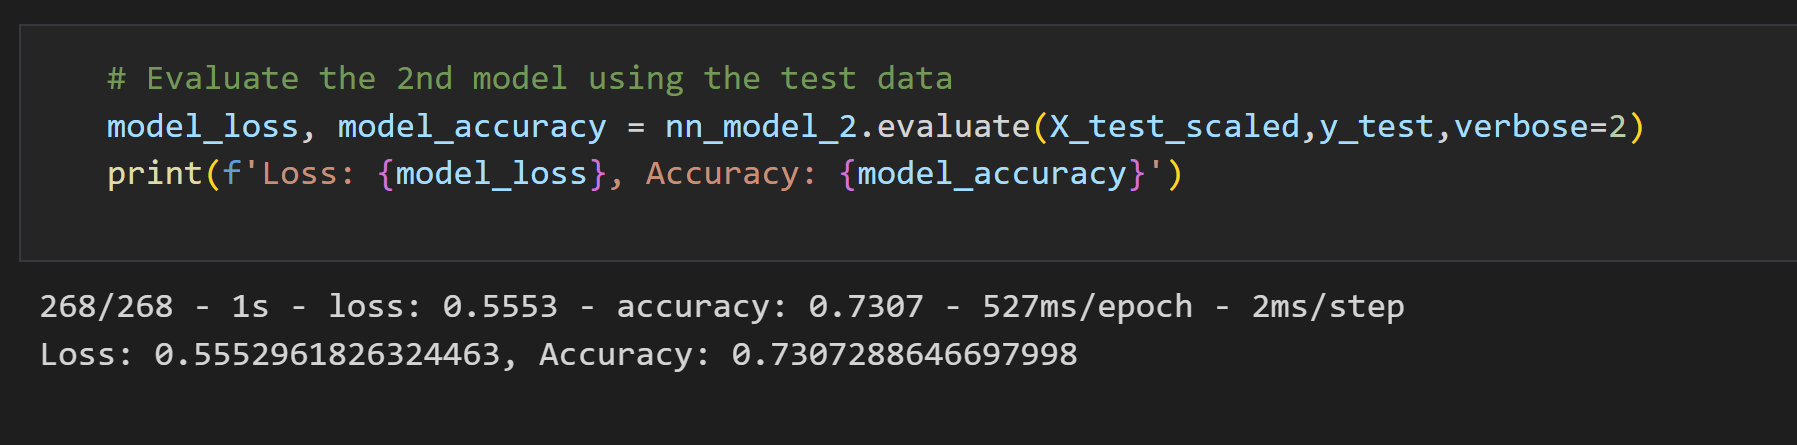 # Evaluate the 2nd model using the test data
model_loss, model_accuracy = nn_model_2.evaluate(X_test_scaled,y_test,verbose=2)
print(f'Loss: {model_loss}, Accuracy: {model_accuracy}')
268/268 - 1s - loss: 0.5553 - accuracy: 0.7307 - 527ms/epoch - 2ms/step
Loss: 0.5552961826324463, Accuracy: 0.7307288646697998